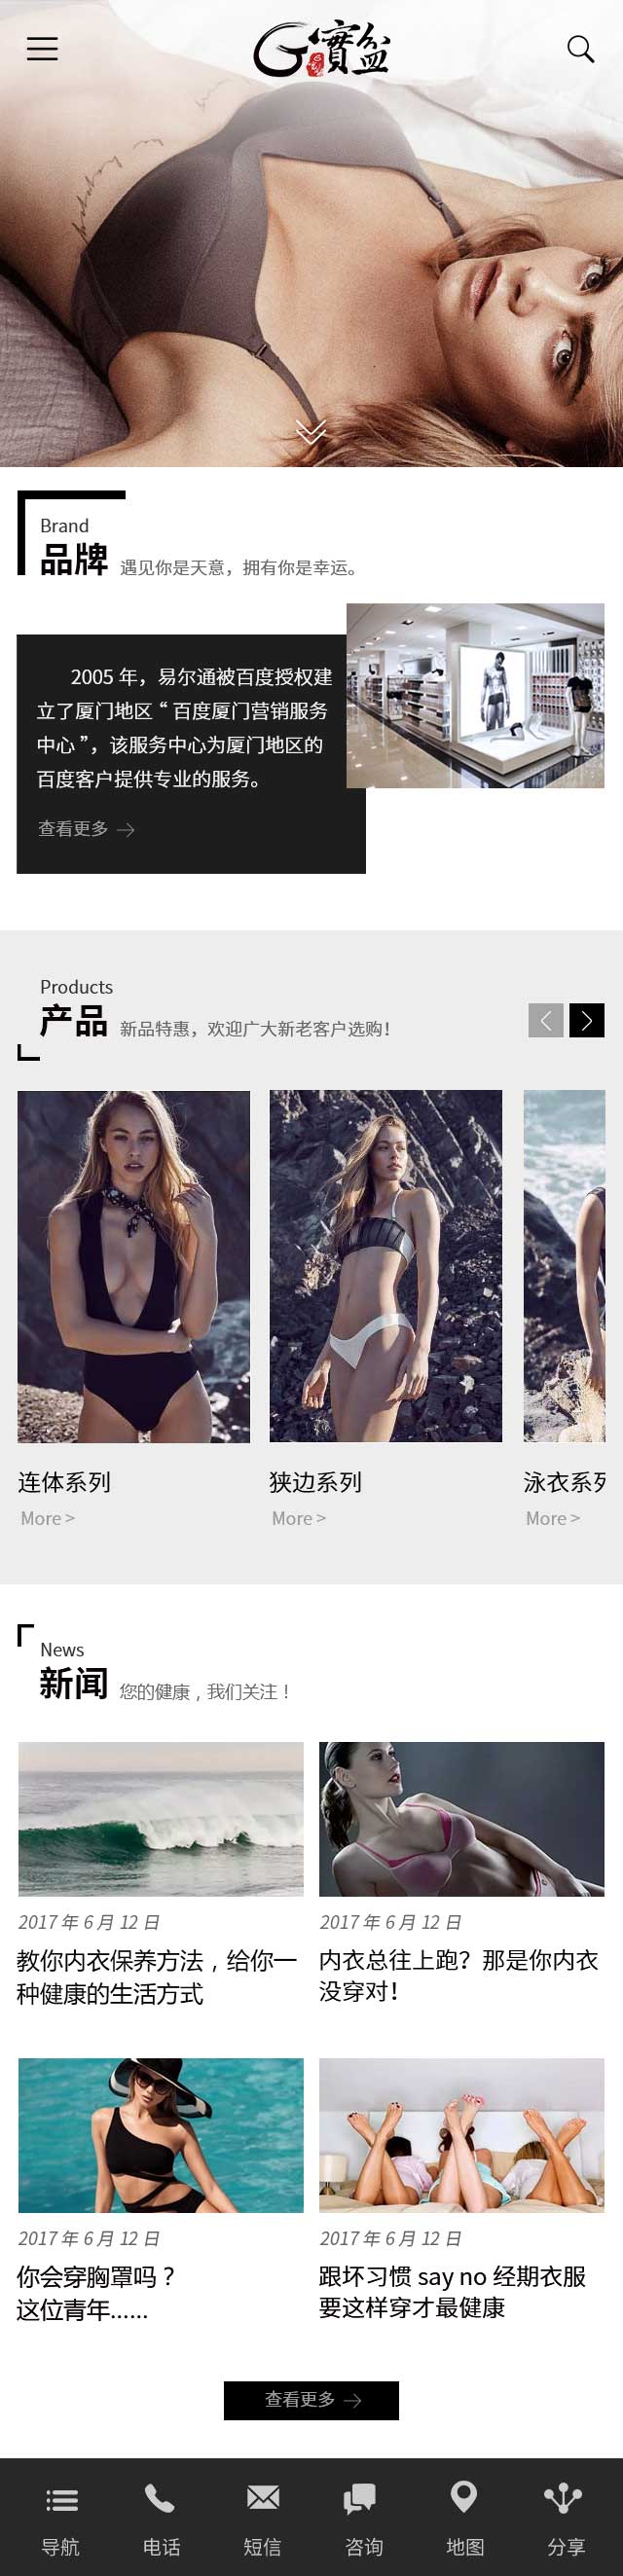 G實盆
Brand
品牌 遇见你是天意，拥有你是幸运。
2005 年，易尔通被百度授权建
立了厦门地区 “ 百度厦门营销服务
中心 ”，该服务中心为厦门地区的
百度客户提供专业的服务。
查看更多
Products
产品 新品特惠，欢迎广大新老客户选购！
连体系列
More >
狭边系列
More >
泳衣系列
More >
News
新闻 您的健康，我们关注！
2017 年 6 月 12 日
教你内衣保养方法，给你一
种健康的生活方式
2017 年 6 月 12 日
内衣总往上跑？那是你内衣
没穿对！
2017 年 6 月 12 日
你会穿胸罩吗？
这位青年......
2017 年 6 月 12 日
跟坏习惯 say no 经期衣服
要这样穿才最健康
查看更多
导航 电话 短信 咨询 地图 分享